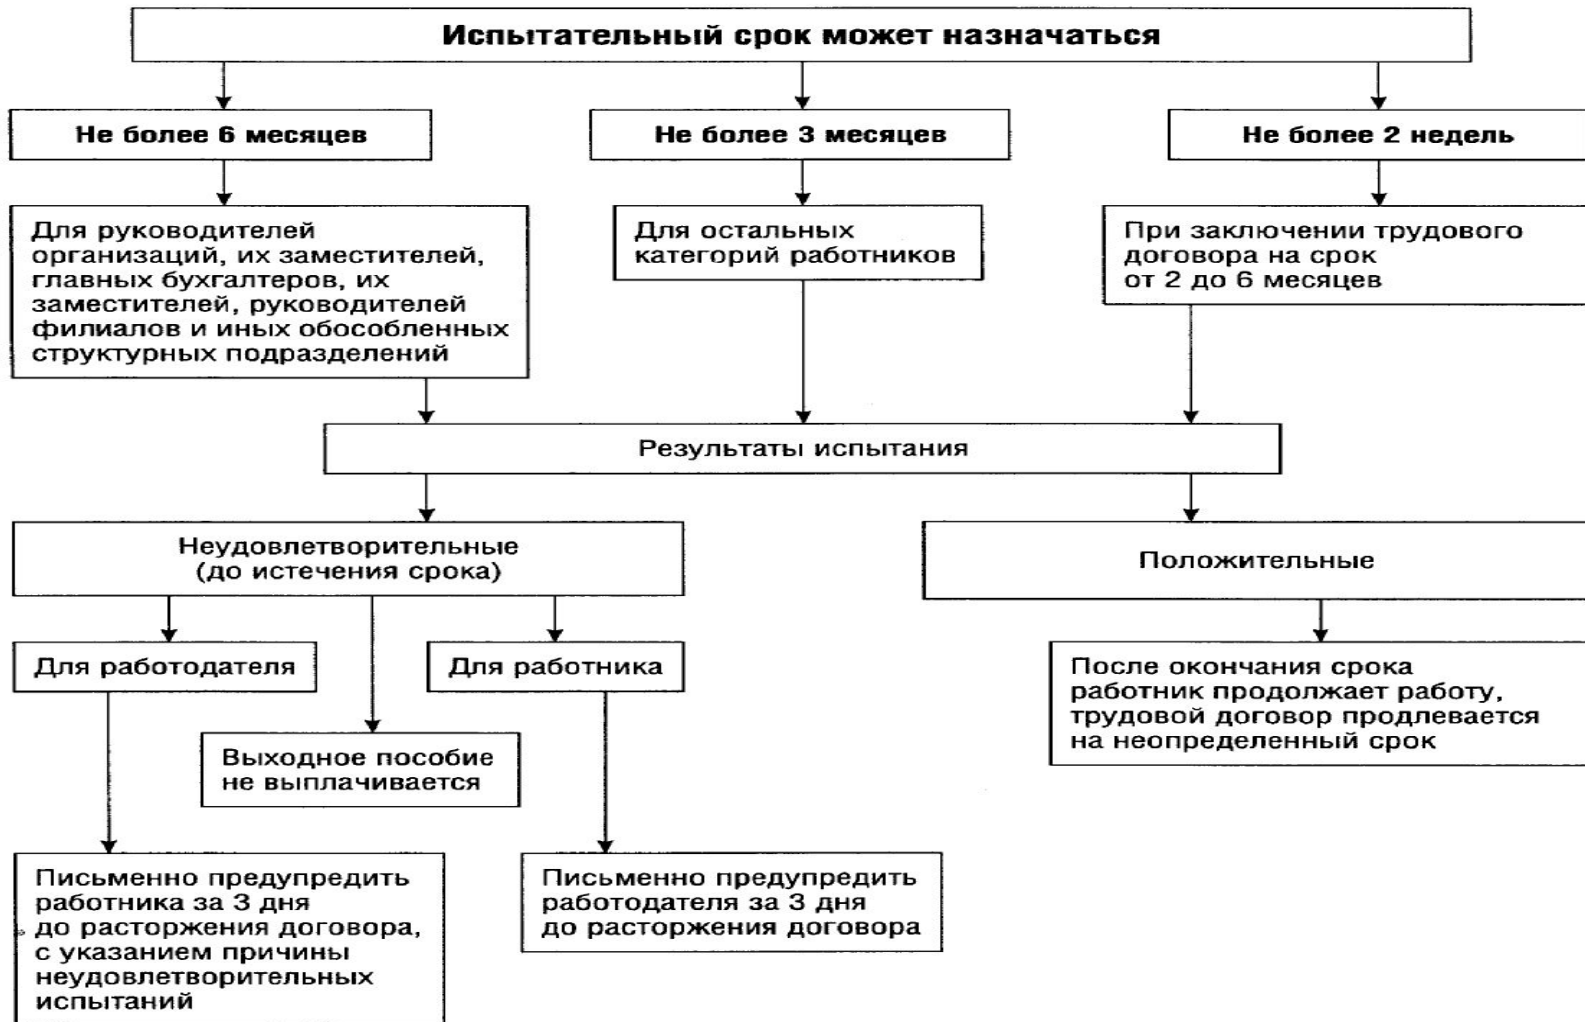 Испытательный срок может назначаться
Не более 6 месяцев
Не более 3 месяцев
Не более 2 недель
Для руководителей
организаций, их заместителей,
главных бухгалтеров, их
заместителей, руководителей
филиалов и иных обособленных
структурных подразделений
Для остальных
категорий работников
При заключении трудового
договора на срок
от 2 до 6 месяцев
Результаты испытания
Неудовлетворительные
(до истечения срока)
Положительные
Для работодателя
Для работника
Выходное пособие
не выплачивается
После окончания срока
работник продолжает работу,
трудовой договор продлевается
на неопределенный срок
Письменно предупредить
работника за 3 дня
до расторжения договора,
с указанием причины
неудовлетворительных
испытаний
Письменно предупредить
работодателя за 3 дня
до расторжения договора